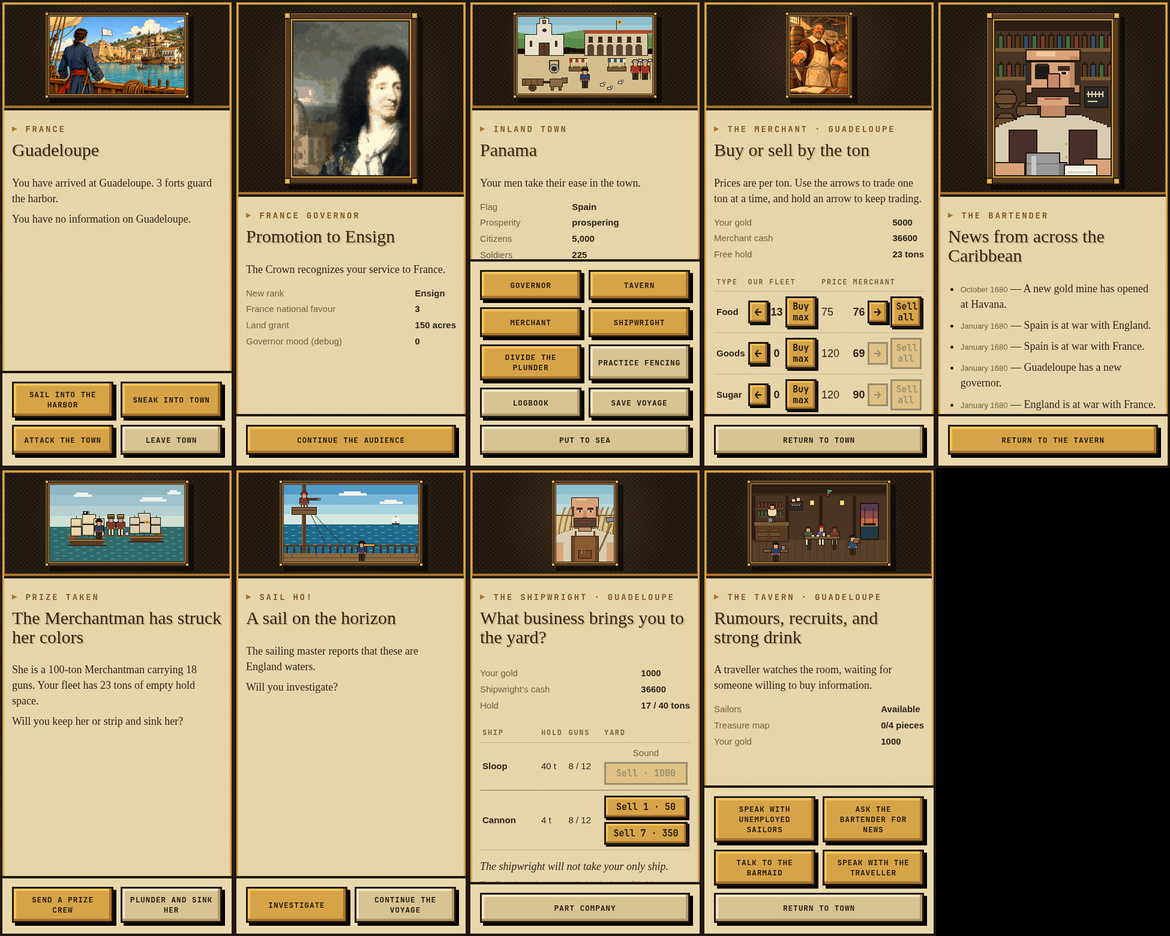 FRANCE
Guadeloupe
You have arrived at Guadeloupe. 3 forts guard
the harbor.
You have no information on Guadeloupe.
SAIL INTO THE
HARBOR
SNEAK INTO TOWN
ATTACK THE TOWN
LEAVE TOWN
FRANCE GOVERNOR
Promotion to Ensign
The Crown recognizes your service to France.
New rank Ensign
France national favour 3
Land grant 150 acres
Governor mood (debug) 0
CONTINUE THE AUDIENCE
INLAND TOWN
Panama
Your men take their ease in the town.
Flag Spain
Prosperity prospering
Citizens 5,000
Soldiers 225
GOVERNOR
TAVERN
MERCHANT
SHIPWRIGHT
DIVIDE THE
PLUNDER
PRACTICE FENCING
LOGBOOK
SAVE VOYAGE
PUT TO SEA
THE MERCHANT · GUADELOUPE
Buy or sell by the ton
Prices are per ton. Use the arrows to trade one
ton at a time, and hold an arrow to keep trading.
Your gold 5000
Merchant cash 36600
Free hold 23 tons
TYPE OUR FLEET PRICE MERCHANT
Food ← 13 Buy max 75 76 → Sell all
Goods ← 0 Buy max 120 69 → Sell all
Sugar ← 0 Buy max 120 90 → Sell all
RETURN TO TOWN
THE BARTENDER
News from across the
Caribbean
• October 1680 — A new gold mine has opened
at Havana.
• January 1680 — Spain is at war with England.
• January 1680 — Spain is at war with France.
• January 1680 — Guadeloupe has a new
governor.
• January 1680 — England is at war with France.
RETURN TO THE TAVERN
PRIZE TAKEN
The Merchantman has struck
her colors
She is a 100-ton Merchantman carrying 18
guns. Your fleet has 23 tons of empty hold
space.
Will you keep her or strip and sink her?
SEND A PRIZE
CREW
PLUNDER AND SINK
HER
SAIL HO!
A sail on the horizon
The sailing master reports that these are
England waters.
Will you investigate?
INVESTIGATE
CONTINUE THE
VOYAGE
THE SHIPWRIGHT · GUADELOUPE
What business brings you to
the yard?
Your gold 1000
Shipwright's cash 36600
Hold 17 / 40 tons
SHIP HOLD GUNS YARD
Sloop 40 t 8 / 12 Sound
Sell · 1000
Cannon 4 t 8 / 12 Sell 1 · 50
Sell 7 · 350
The shipwright will not take your only ship.
PART COMPANY
THE TAVERN · GUADELOUPE
Rumours, recruits, and
strong drink
A traveller watches the room, waiting for
someone willing to buy information.
Sailors Available
Treasure map 0/4 pieces
Your gold 1000
SPEAK WITH
UNEMPLOYED
SAILORS
ASK THE
BARTENDER FOR
NEWS
TALK TO THE
BARMAID
SPEAK WITH THE
TRAVELLER
RETURN TO TOWN